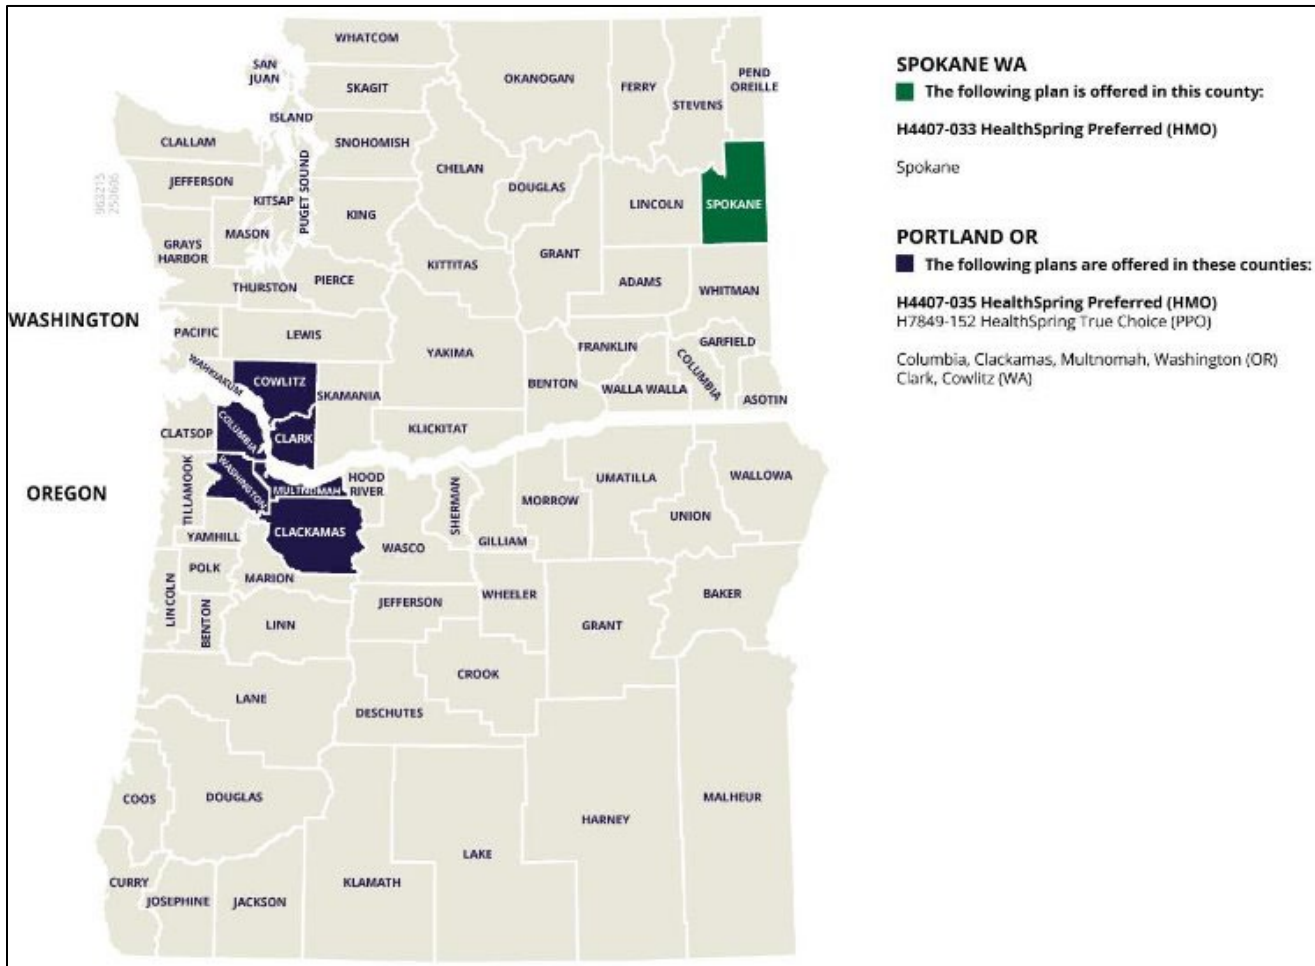 WHATCOM
SAN
JUAN
SKAGIT
OKANOGAN
FERRY
STEVENS
PEND
OREILLE
ISLAND
CLALLAM
SNOHOMISH
CHELAN
DOUGLAS
JEFFERSON
KITSAP
PUGET SOUND
KING
LINCOLN
SPOKANE
963215
250606
MASON
GRAYS
HARBOR
GRANT
KITTITAS
PIERCE
THURSTON
ADAMS
WHITMAN
WASHINGTON
PACIFIC
LEWIS
YAKIMA
FRANKLIN
GARFIELD
COLUMBIA
WAHKIAKUM
COWLITZ
SKAMANIA
BENTON
WALLA WALLA
ASOTIN
CLATSOP
COLUMBIA
CLARK
KLICKITAT
OREGON
TILLAMOOK
WASHINGTON
MULTNOMAH
HOOD
RIVER
SHERMAN
MORROW
UMATILLA
WALLOWA
UNION
YAMHILL
CLACKAMAS
WASCO
GILLIAM
POLK
MARION
LINCOLN
BENTON
JEFFERSON
WHEELER
BAKER
LINN
GRANT
CROOK
LANE
DESCHUTES
COOS
DOUGLAS
HARNEY
MALHEUR
LAKE
CURRY
JOSEPHINE
JACKSON
KLAMATH
SPOKANE WA
The following plan is offered in this county:
H4407-033 HealthSpring Preferred (HMO)
Spokane
PORTLAND OR
The following plans are offered in these counties:
H4407-035 HealthSpring Preferred (HMO)
H7849-152 HealthSpring True Choice (PPO)
Columbia, Clackamas, Multnomah, Washington (OR)
Clark, Cowlitz (WA)